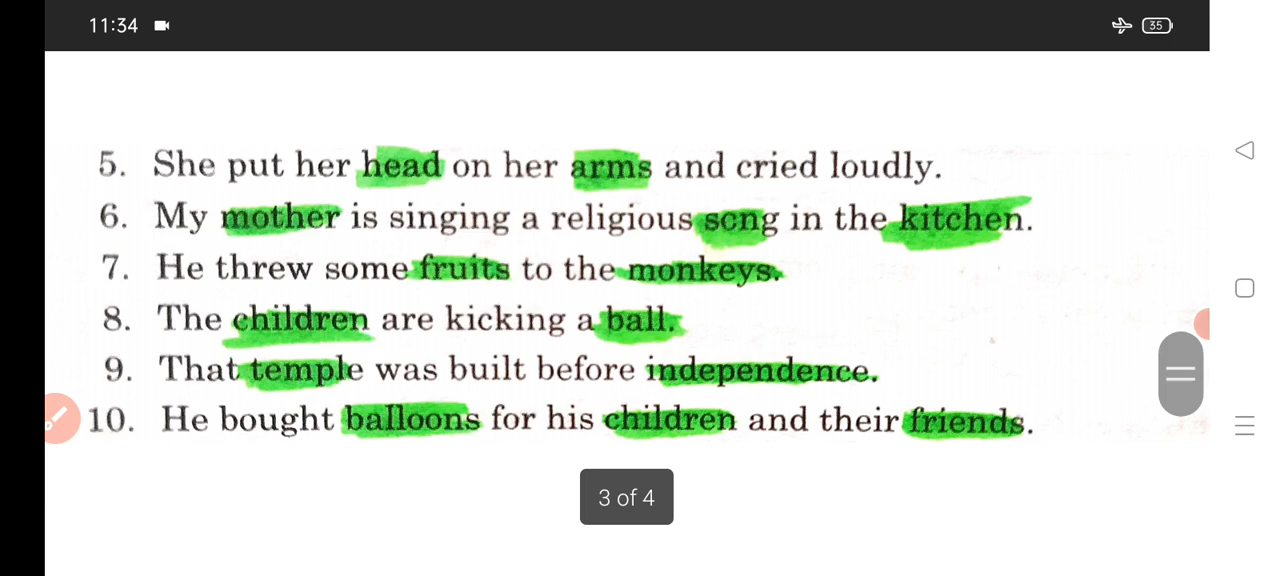 11:34 35
5. She put her head on her arms and cried loudly.
6. My mother is singing a religious song in the kitchen.
7. He threw some fruits to the monkeys.
8. The children are kicking a ball.
9. That temple was built before independence.
10. He bought balloons for his children and their friends.
3 of 4